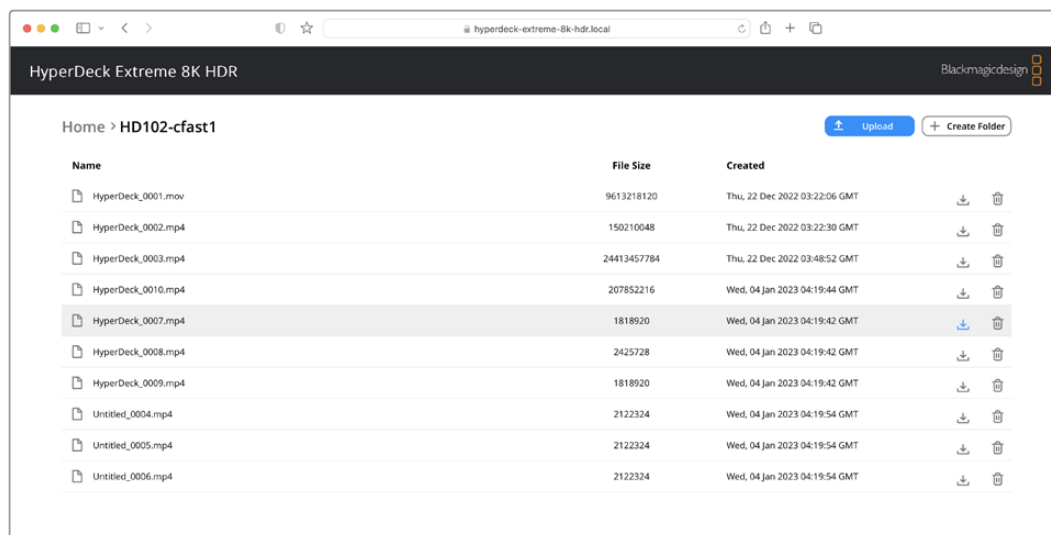 hyperdeck-extreme-8k-hdr.local
HyperDeck Extreme 8K HDR
Blackmagicdesign
Home > HD102-cfast1
Upload
+ Create Folder
Name File Size Created
HyperDeck_0001.mov 9613218120 Thu, 22 Dec 2022 03:22:06 GMT
HyperDeck_0002.mp4 150210048 Thu, 22 Dec 2022 03:22:30 GMT
HyperDeck_0003.mp4 24413457784 Thu, 22 Dec 2022 03:48:52 GMT
HyperDeck_0010.mp4 207852216 Wed, 04 Jan 2023 04:19:44 GMT
HyperDeck_0007.mp4 1818920 Wed, 04 Jan 2023 04:19:42 GMT
HyperDeck_0008.mp4 2425728 Wed, 04 Jan 2023 04:19:42 GMT
HyperDeck_0009.mp4 1818920 Wed, 04 Jan 2023 04:19:42 GMT
Untitled_0004.mp4 2122324 Wed, 04 Jan 2023 04:19:54 GMT
Untitled_0005.mp4 2122324 Wed, 04 Jan 2023 04:19:54 GMT
Untitled_0006.mp4 2122324 Wed, 04 Jan 2023 04:19:54 GMT